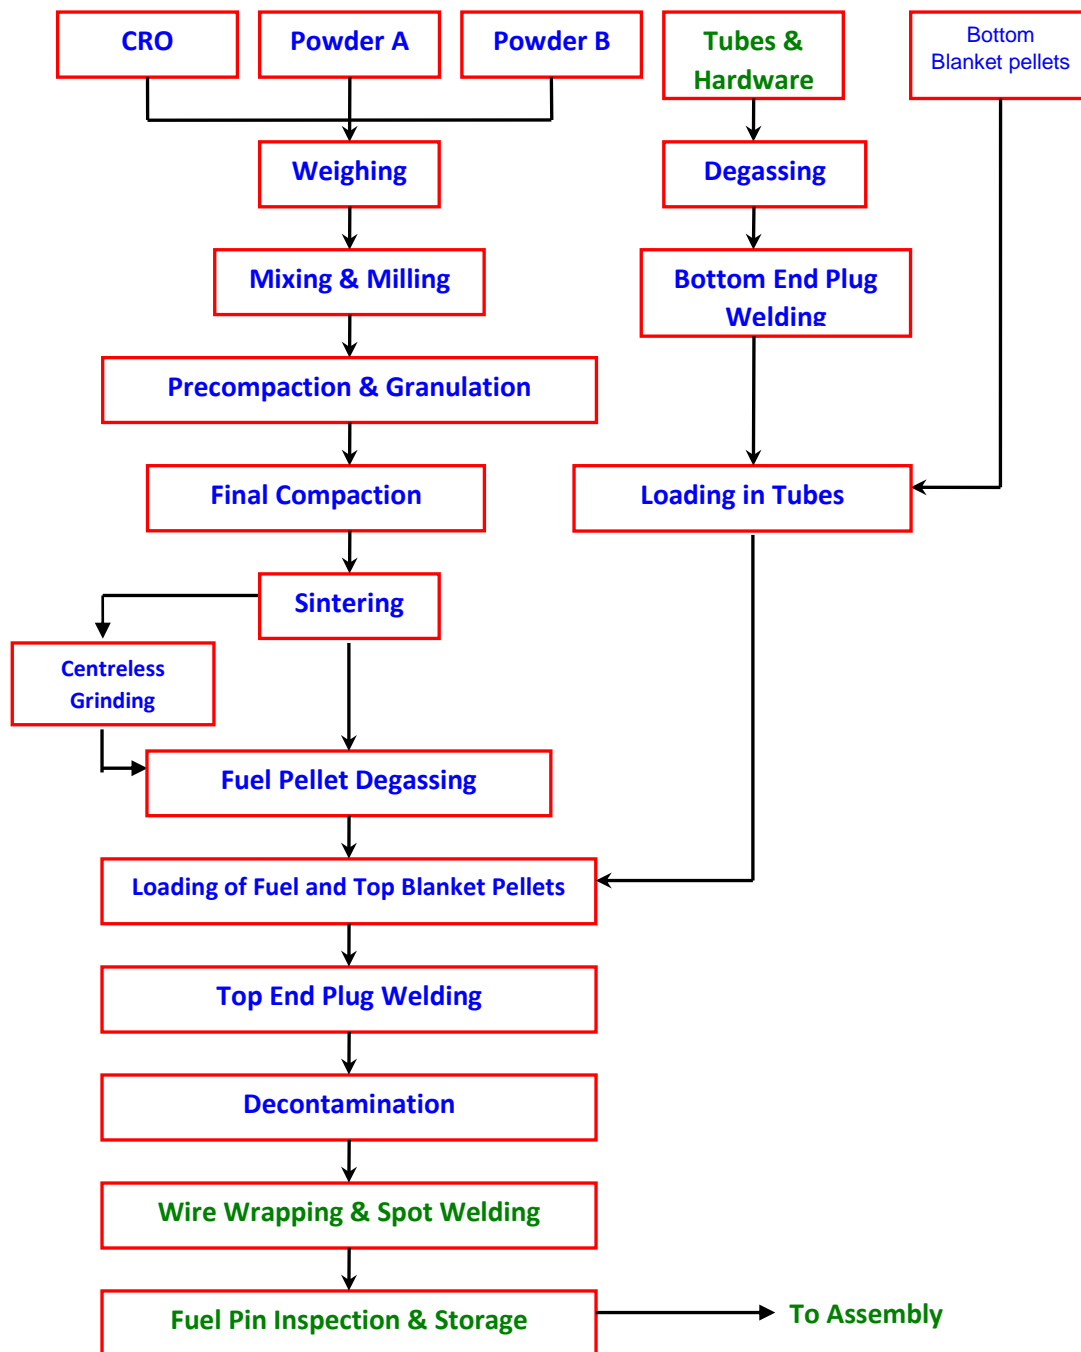 CRO
Powder A
Powder B
Tubes &
Hardware
Bottom
Blanket pellets
Weighing
Degassing
Mixing & Milling
Bottom End Plug
Welding
Precompaction & Granulation
Final Compaction
Loading in Tubes
Sintering
Centreless
Grinding
Fuel Pellet Degassing
Loading of Fuel and Top Blanket Pellets
Top End Plug Welding
Decontamination
Wire Wrapping & Spot Welding
Fuel Pin Inspection & Storage
To Assembly